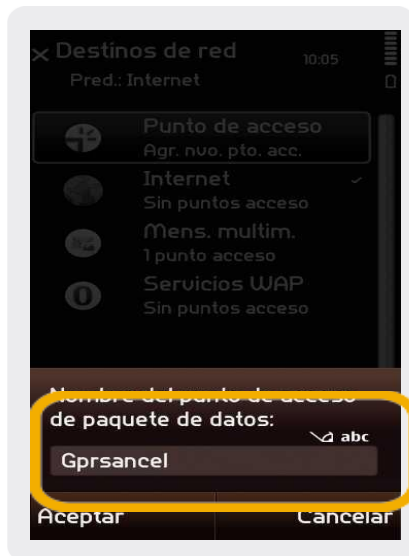 Destinos de red
10:05
Pred.: Internet
Punto de acceso
Agr. nuo. pto. acc.
Internet
Sin puntos acceso
Mens. multim.
1 punto acceso
Servicios WAP
Sin puntos acceso
Nombre del punto de acceso
de paquete de datos:
abc
Gprsancel
Aceptar Cancelar